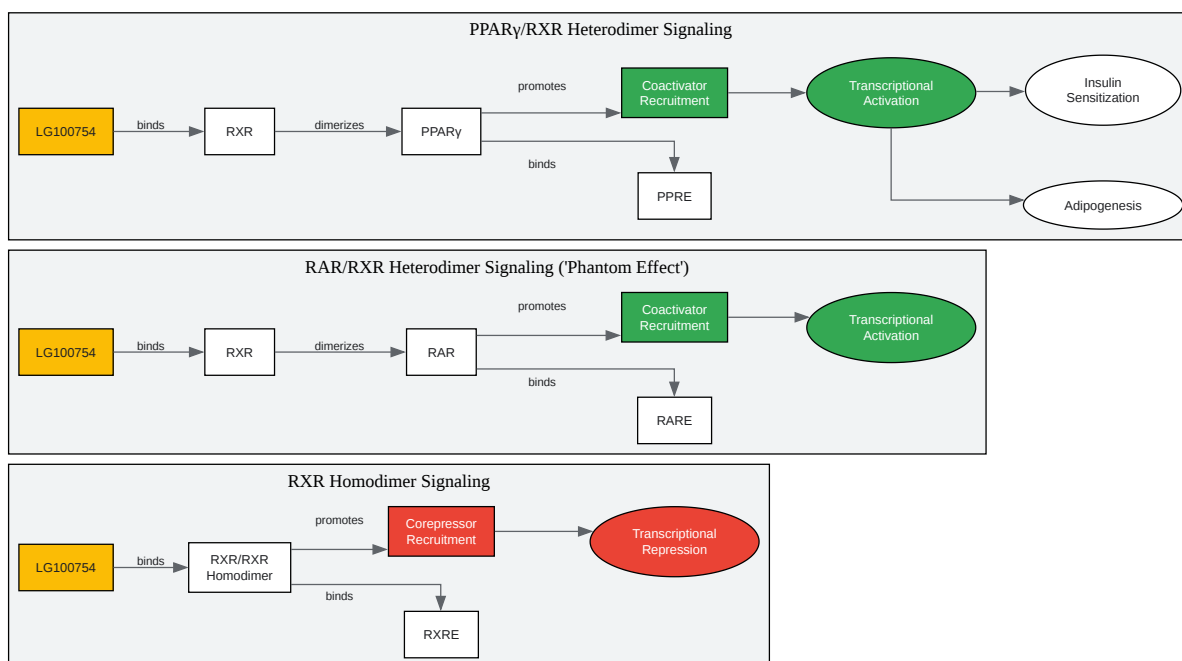 PPARγ/RXR Heterodimer Signaling
LG100754
binds
RXR
dimerizes
PPARγ
promotes
binds
Coactivator
Recruitment
PPRE
Transcriptional
Activation
Insulin
Sensitization
Adipogenesis
RAR/RXR Heterodimer Signaling ('Phantom Effect')
LG100754
binds
RXR
dimerizes
RAR
promotes
binds
Coactivator
Recruitment
RARE
Transcriptional
Activation
RXR Homodimer Signaling
LG100754
binds
RXR/RXR
Homodimer
promotes
binds
Corepressor
Recruitment
RXRE
Transcriptional
Repression